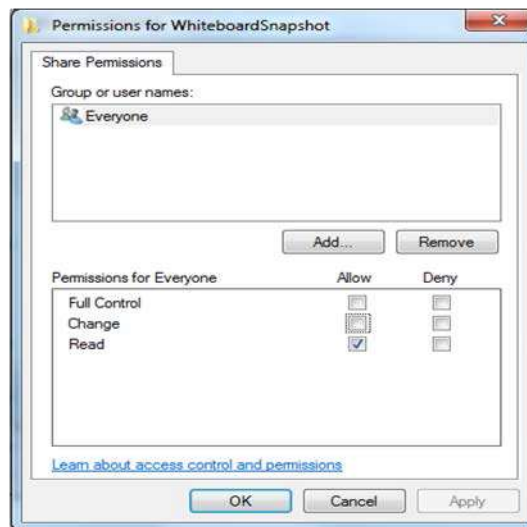 Permissions for WhiteboardSnapshot
Share Permissions
Group or user names:
Everyone
Add... Remove
Permissions for Everyone Allow Deny
Full Control
Change
Read
Learn about access control and permissions
OK Cancel Apply